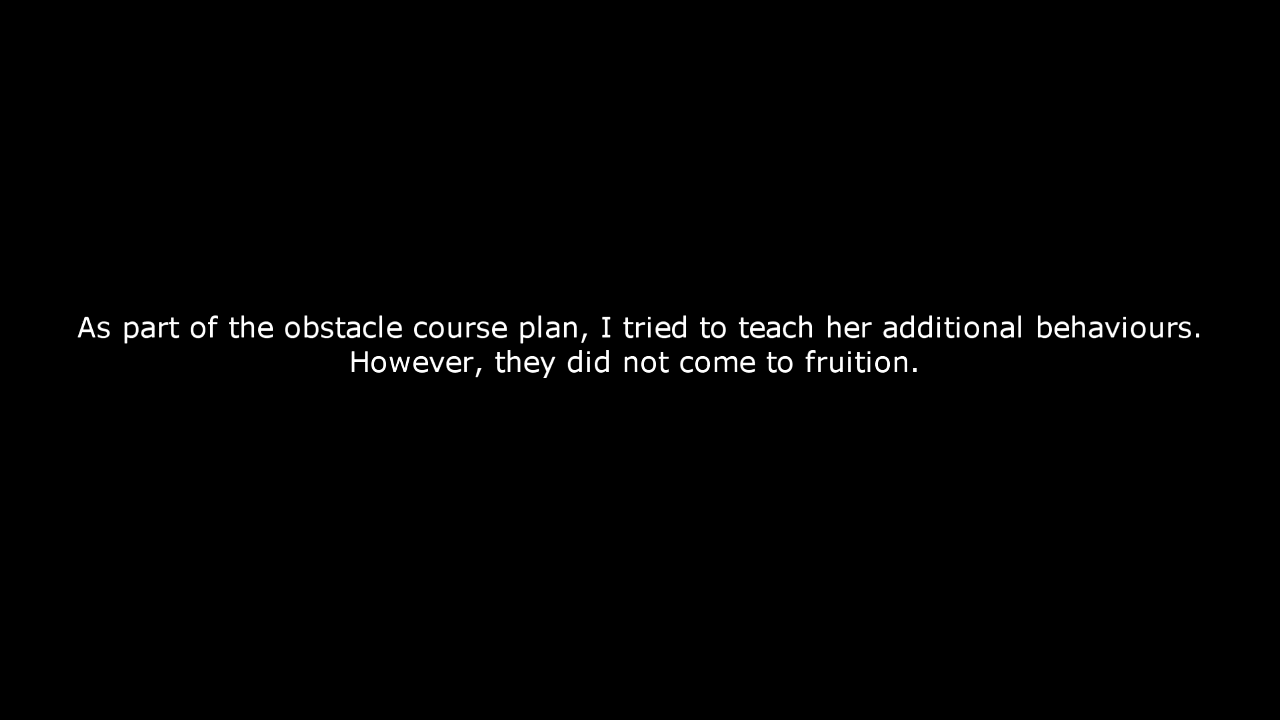 As part of the obstacle course plan, I tried to teach her additional behaviours.
However, they did not come to fruition.